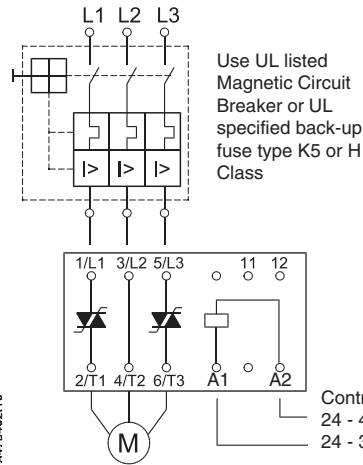 L1 L2 L3
Use UL listed
Magnetic Circuit
Breaker or UL
specified back-up
fuse type K5 or H
Class
I> I> I>
1/L1 3/L2 5/L3 11 12
2/T1 4/T2 6/T3 A1 A2
24 - 4
24 - 3
M